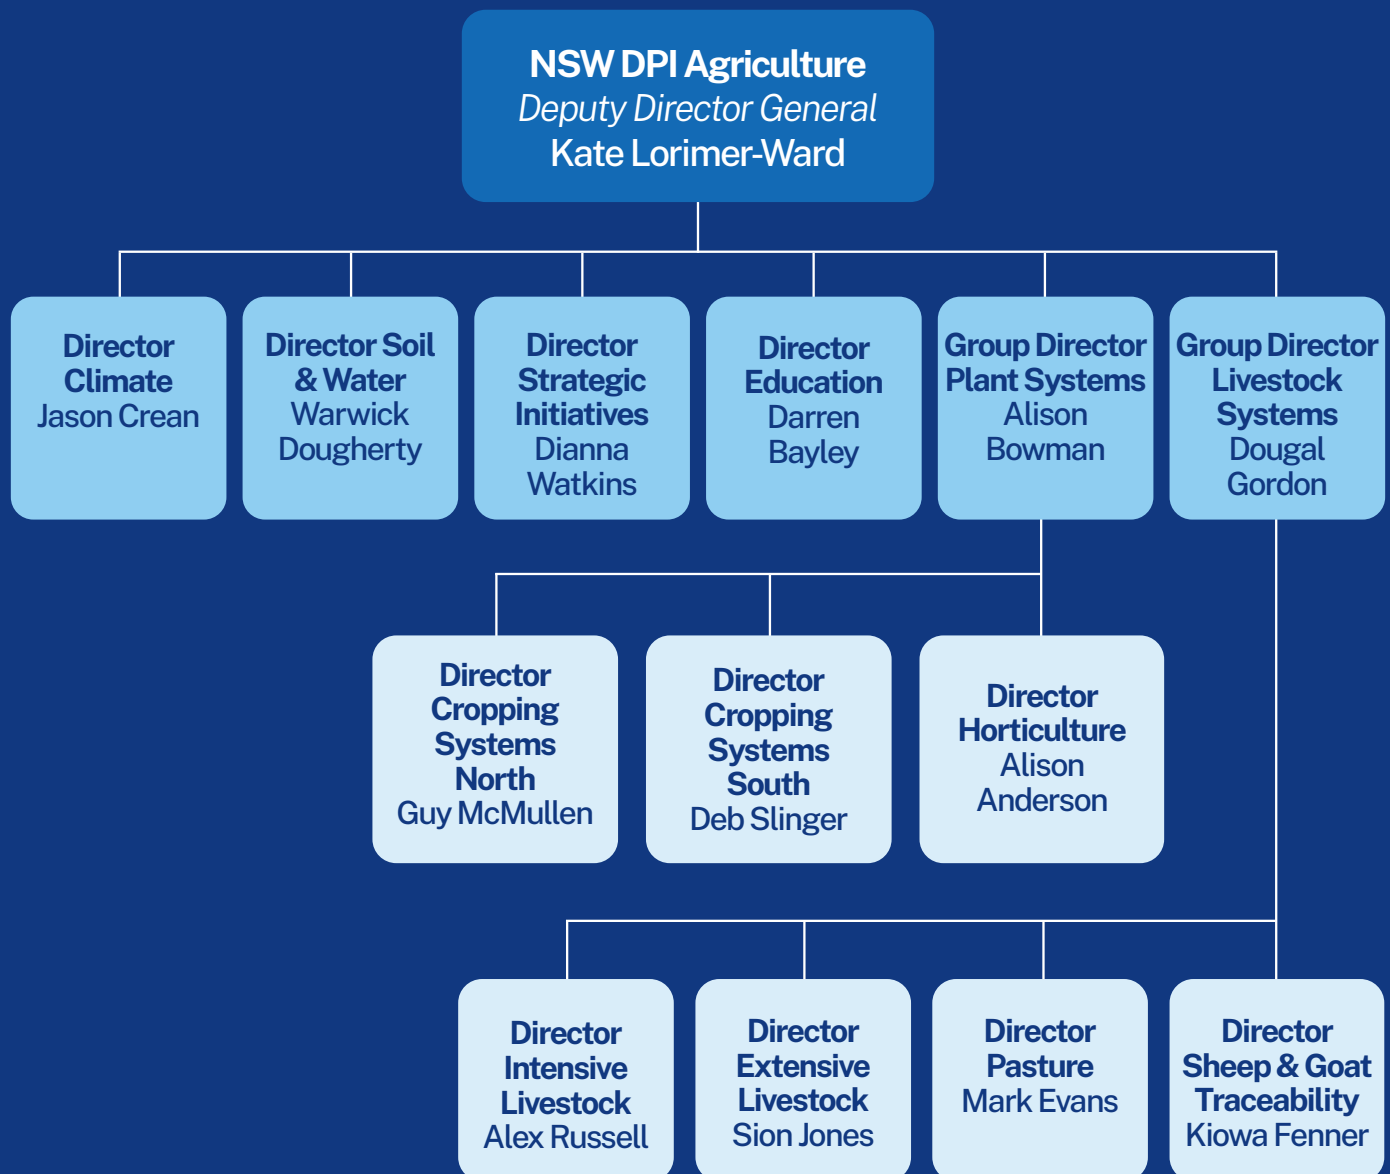 NSW DPI Agriculture
Deputy Director General
Kate Lorimer-Ward
Director
Climate
Jason Crean
Director Soil
& Water
Warwick
Dougherty
Director
Strategic
Initiatives
Dianna
Watkins
Director
Education
Darren
Bayley
Group Director
Plant Systems
Alison
Bowman
Group Director
Livestock
Systems
Dougal
Gordon
Director
Cropping
Systems
North
Guy McMullen
Director
Cropping
Systems
South
Deb Slinger
Director
Horticulture
Alison
Anderson
Director
Intensive
Livestock
Alex Russell
Director
Extensive
Livestock
Sion Jones
Director
Pasture
Mark Evans
Director
Sheep & Goat
Traceability
Kiowa Fenner